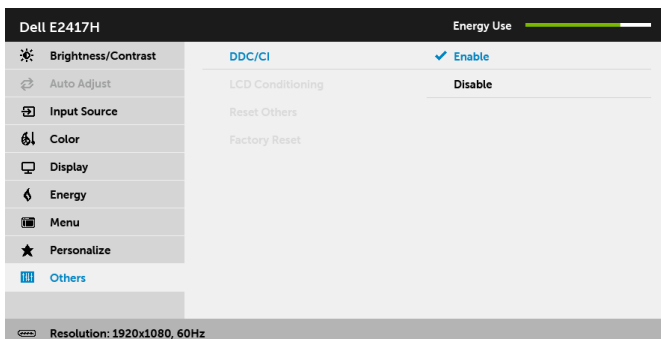 Dell E2417H Energy Use
Brightness/Contrast DDC/CI Enable
Auto Adjust LCD Conditioning Disable
Input Source Reset Others
Color Factory Reset
Display
Energy
Menu
Personalize
Others
Resolution: 1920x1080, 60Hz